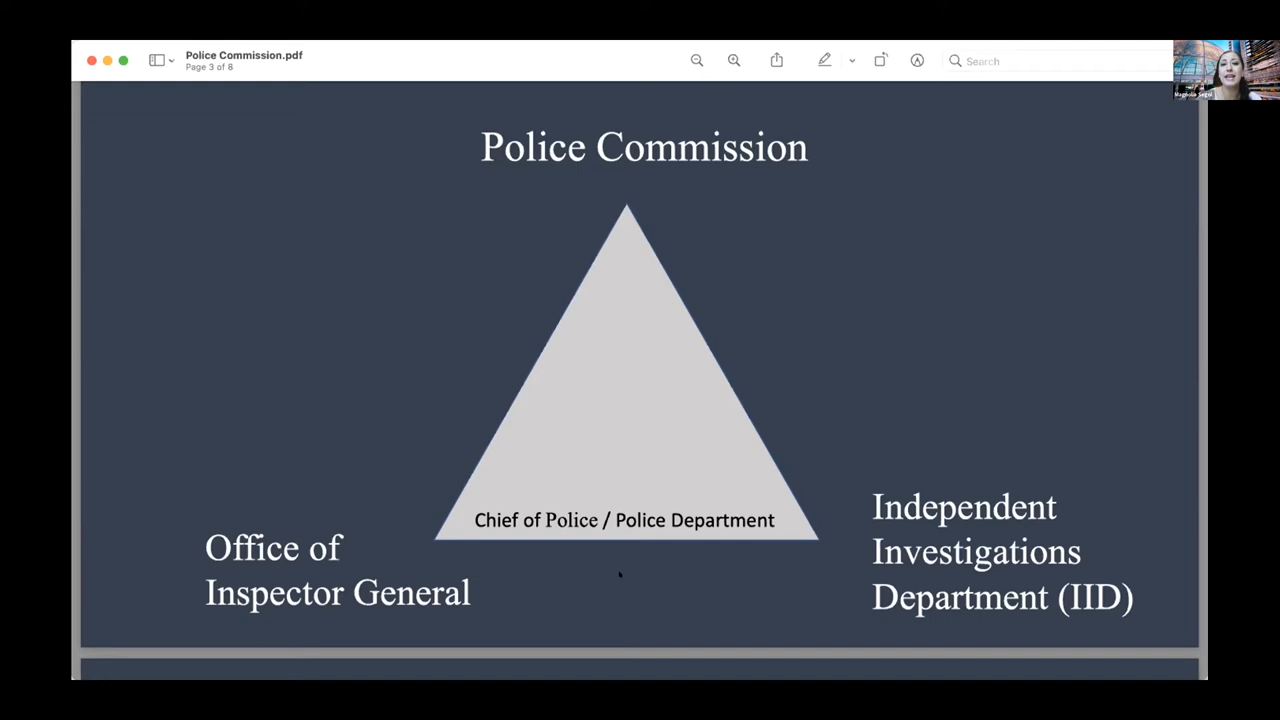 Police Commission.pdf
Page 3 of 8
Search
Police Commission
Chief of Police / Police Department
Office of
Inspector General
Independent
Investigations
Department (IID)